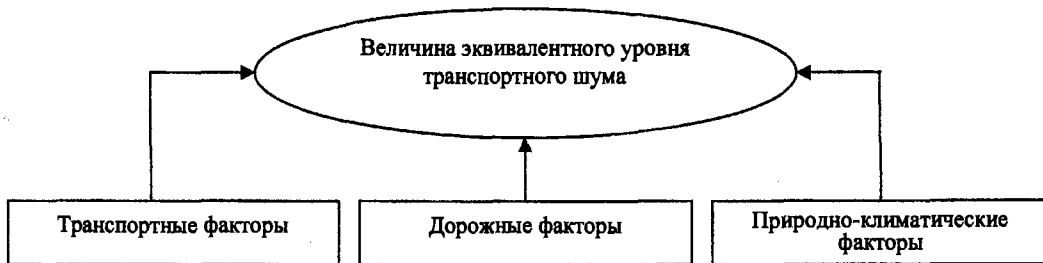 Величина эквивалентного уровня
транспортного шума
Транспортные факторы
Дорожные факторы
Природно-климатические
факторы